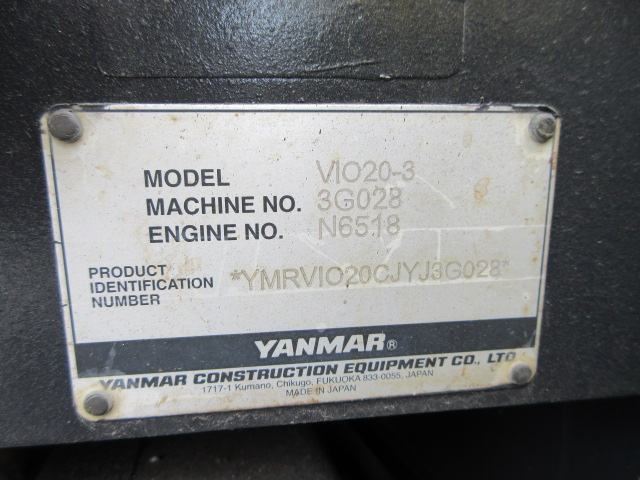 MODEL VIO20-3
MACHINE NO. 3G028
ENGINE NO. N6518
PRODUCT
IDENTIFICATION *YMRVIO20CJYJ3G028*
NUMBER
YANMAR®
YANMAR CONSTRUCTION EQUIPMENT CO., LTD
1717-1 Kumano, Chikugo, FUKUOKA 833-0055, JAPAN
MADE IN JAPAN